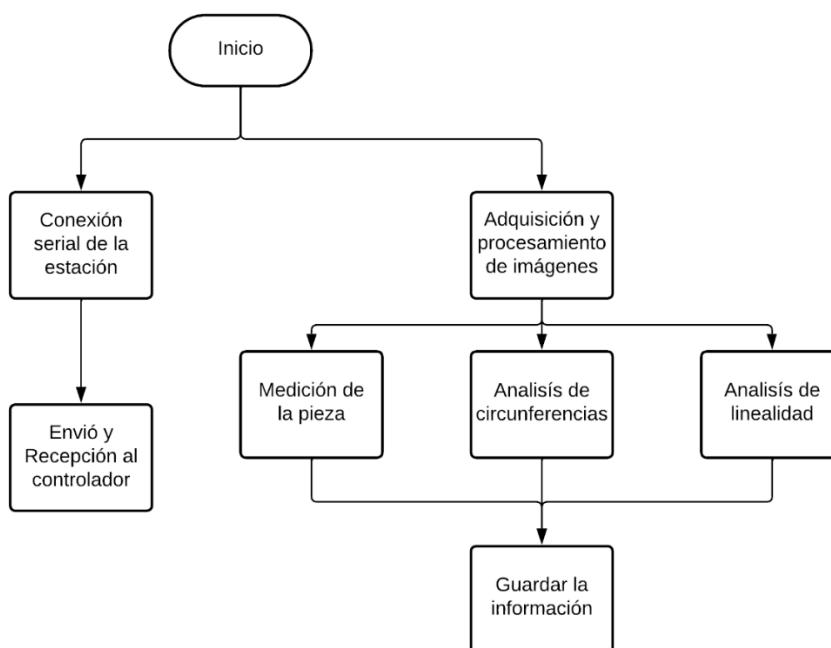 Inicio
Conexión
serial de la
estación
Adquisición y
procesamiento
de imágenes
Medición de
la pieza
Analisís de
circunferencias
Analisís de
linealidad
Envió y
Recepción al
controlador
Guardar la
información